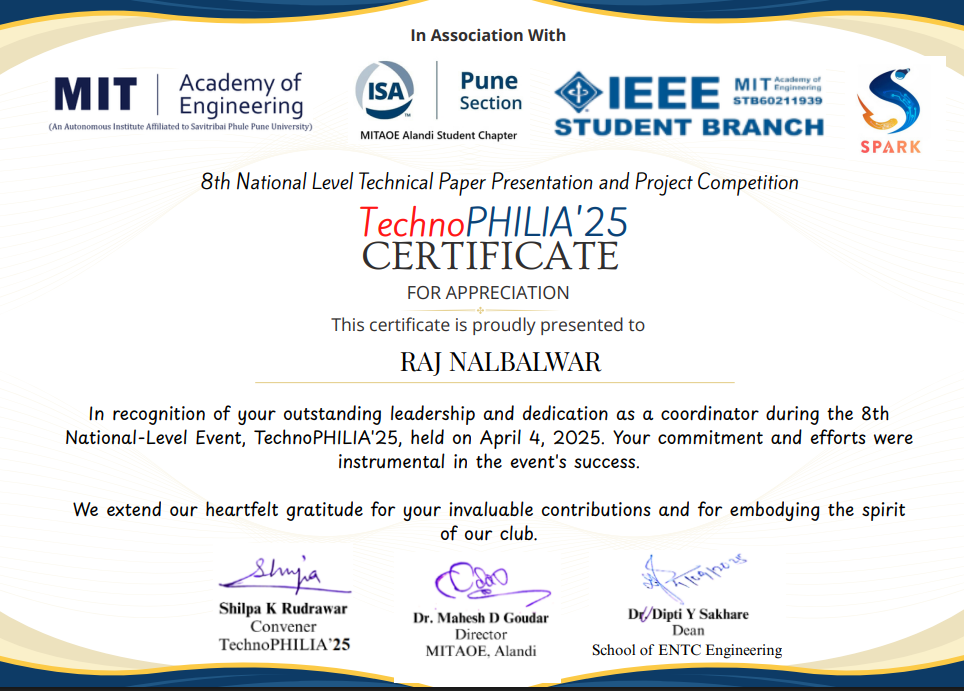 In Association With
MIT
Academy of
Engineering
(An Autonomous Institute Affiliated to Savitribai Phule Pune University)
ISA
TM
Pune
Section
MITAOE Alandi Student Chapter
IEEE
MIT Academy of Engineering
STB60211939
STUDENT BRANCH
SPARK
8th National Level Technical Paper Presentation and Project Competition
TechnoPHILIA'25
CERTIFICATE
FOR APPRECIATION
This certificate is proudly presented to
RAJ NALBALWAR
In recognition of your outstanding leadership and dedication as a coordinator during the 8th
National-Level Event, TechnoPHILIA'25, held on April 4, 2025. Your commitment and efforts were
instrumental in the event's success.
We extend our heartfelt gratitude for your invaluable contributions and for embodying the spirit
of our club.
Shilpa K Rudrawar
Convener
TechnoPHILIA'25
Dr. Mahesh D Goudar
Director
MITAOE, Alandi
Dr. Dipti Y Sakhare
Dean
School of ENTC Engineering